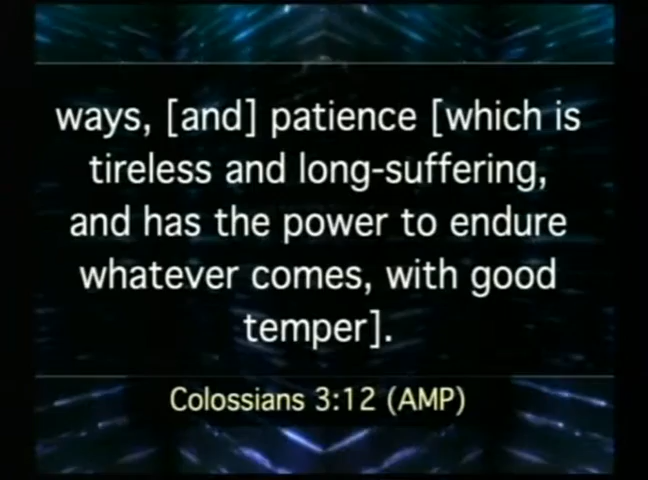 ways, [and] patience [which is
tireless and long-suffering,
and has the power to endure
whatever comes, with good
temper].
Colossians 3:12 (AMP)